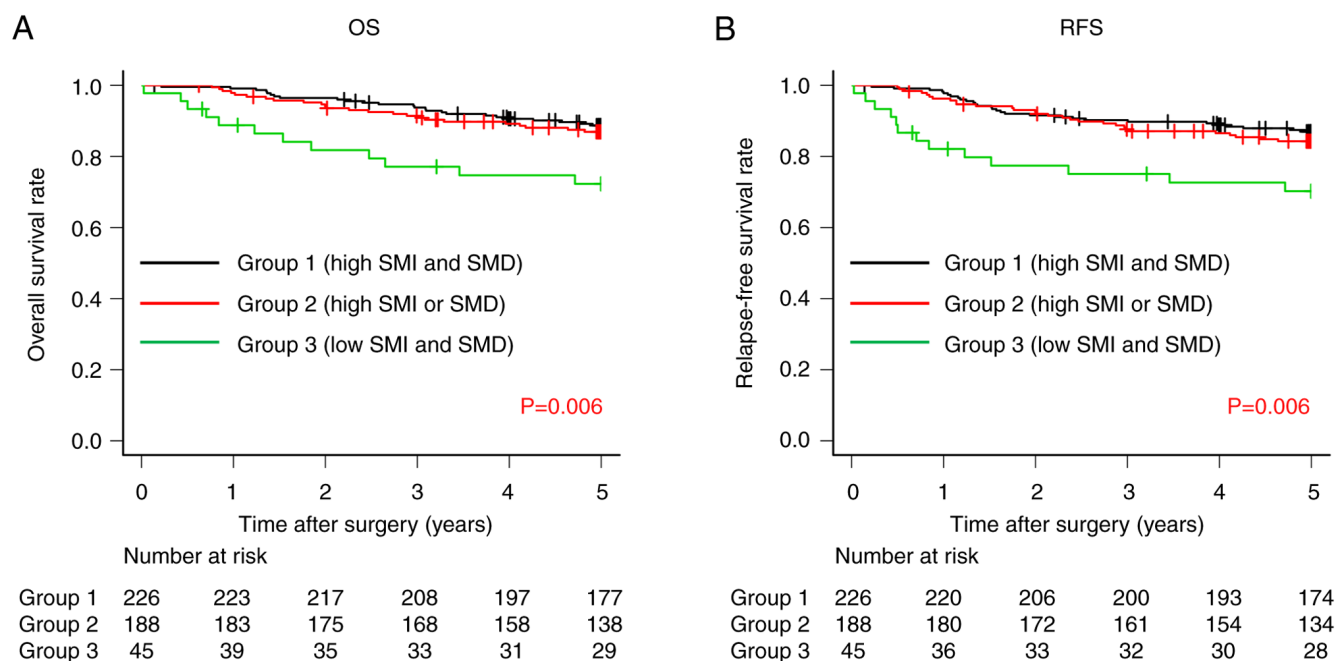 A
OS
Overall survival rate
1.0
0.8
0.6
0.4
0.2
0.0
Group 1 (high SMI and SMD)
Group 2 (high SMI or SMD)
Group 3 (low SMI and SMD)
P=0.006
0 1 2 3 4 5
Time after surgery (years)
Number at risk
Group 1 226 223 217 208 197 177
Group 2 188 183 175 168 158 138
Group 3 45 39 35 33 31 29
B
RFS
Relapse-free survival rate
1.0
0.8
0.6
0.4
0.2
0.0
Group 1 (high SMI and SMD)
Group 2 (high SMI or SMD)
Group 3 (low SMI and SMD)
P=0.006
0 1 2 3 4 5
Time after surgery (years)
Number at risk
Group 1 226 220 206 200 193 174
Group 2 188 180 172 161 154 134
Group 3 45 36 33 32 30 28